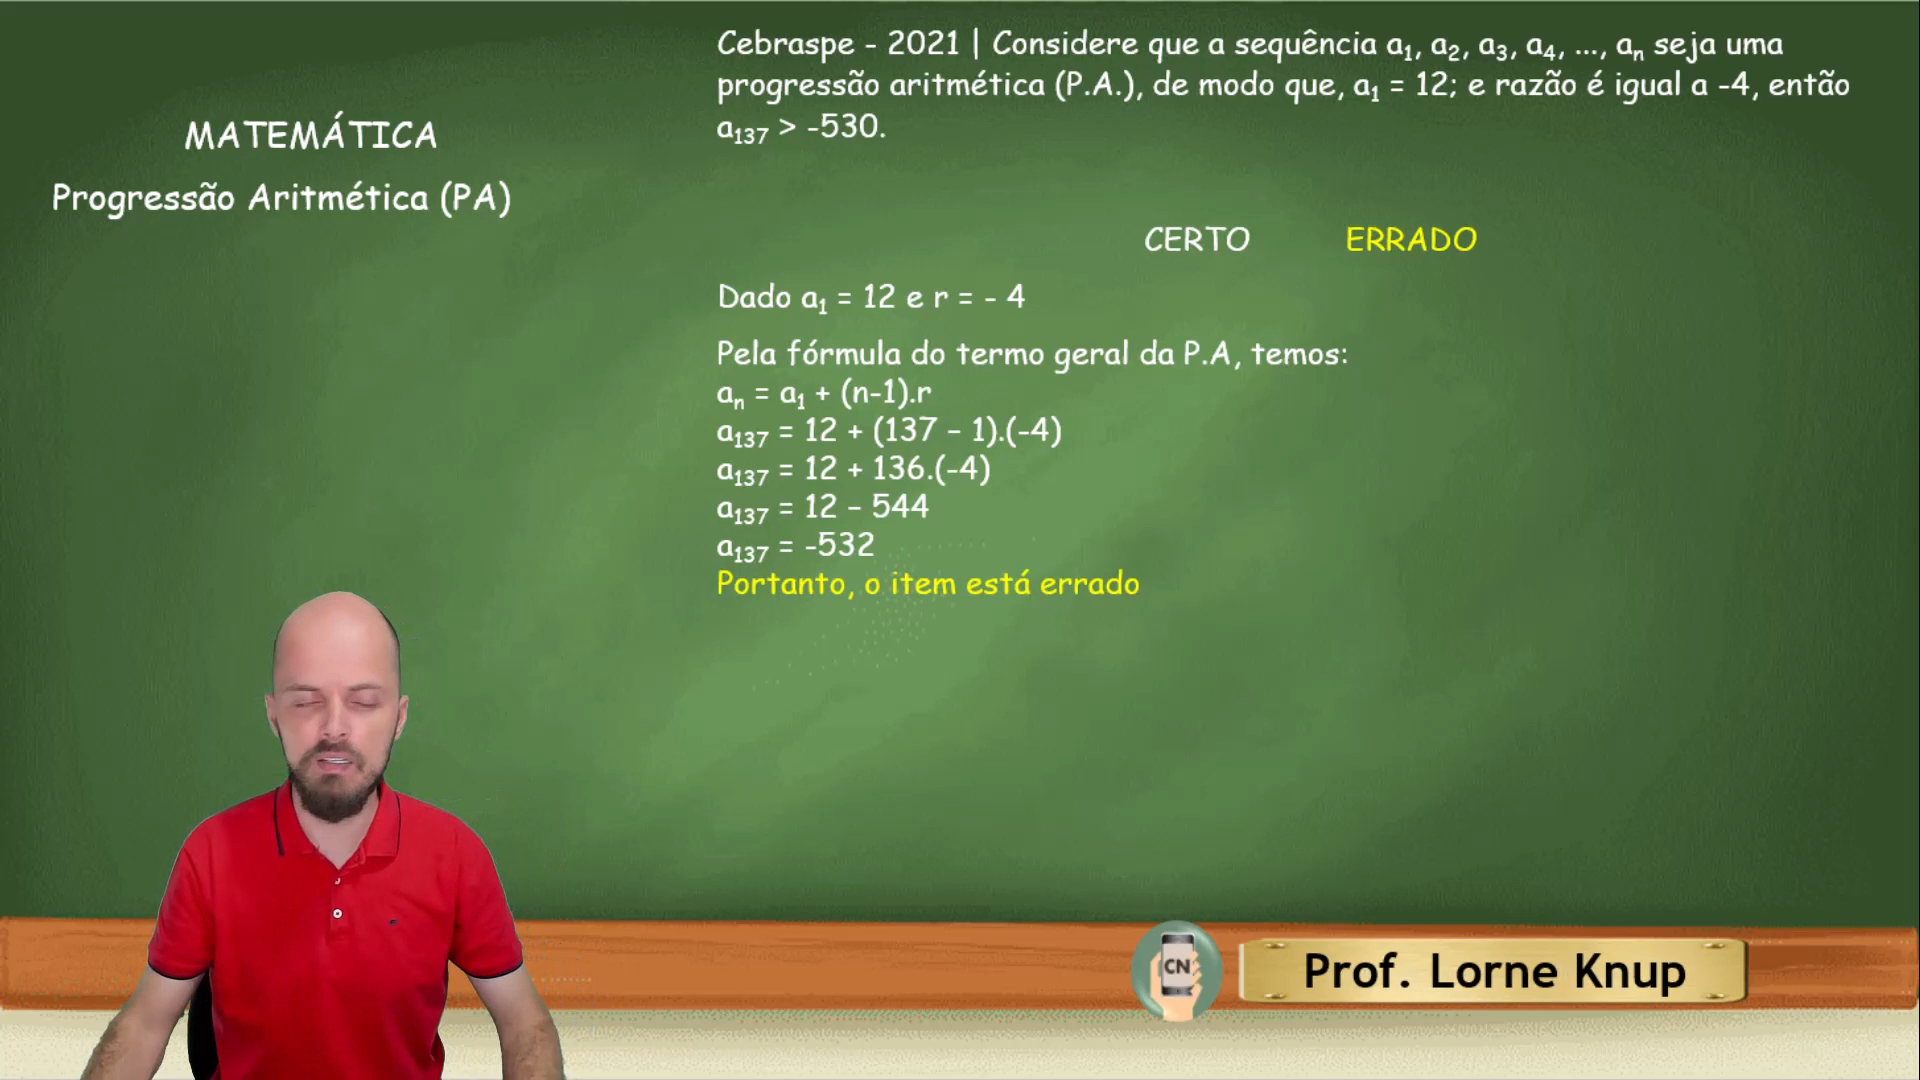 MATEMÁTICA
Progressão Aritmética (PA)
Cebraspe - 2021 | Considere que a sequência a₁, a₂, a₃, a₄, ..., aₙ seja uma
progressão aritmética (P.A.), de modo que, a₁ = 12; e razão é igual a -4, então
a₁₃₇ > -530.
CERTO ERRADO
Dado a₁ = 12 e r = - 4
Pela fórmula do termo geral da P.A, temos:
aₙ = a₁ + (n-1).r
a₁₃₇ = 12 + (137 – 1).(-4)
a₁₃₇ = 12 + 136.(-4)
a₁₃₇ = 12 – 544
a₁₃₇ = -532
Portanto, o item está errado
CN
Prof. Lorne Knup